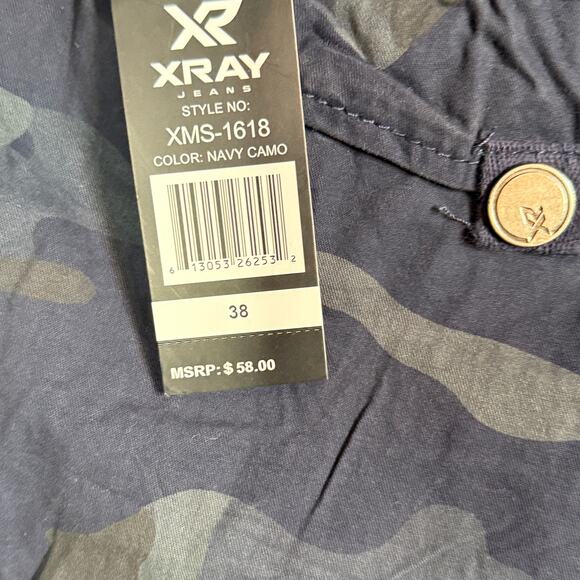 XR
XRAY
JEANS
STYLE NO:
XMS-1618
COLOR: NAVY CAMO
6 13053 26253 2
38
MSRP: $ 58.00